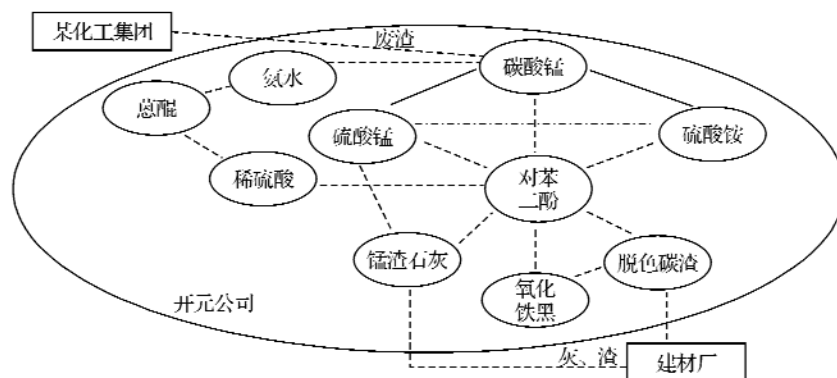 某化工集团
废渣
碳酸锰
氨水
蒽醌
硫酸锰
硫酸铵
稀硫酸
对苯
二酚
锰渣石灰
脱色碳渣
氧化
铁黑
开元公司
灰、渣
建材厂